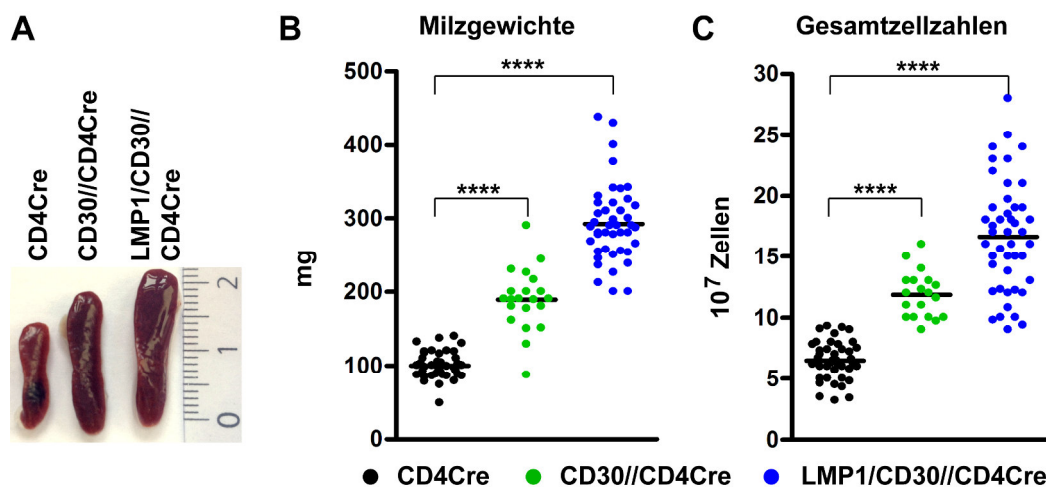 A
CD4Cre
CD30//CD4Cre
LMP1/CD30//
CD4Cre
2
1
0
B
Milzgewichte
mg
500
400
300
200
100
0
****
****
C
Gesamtzellzahlen
10⁷ Zellen
30
25
20
15
10
5
0
****
****
CD4Cre
CD30//CD4Cre
LMP1/CD30//CD4Cre